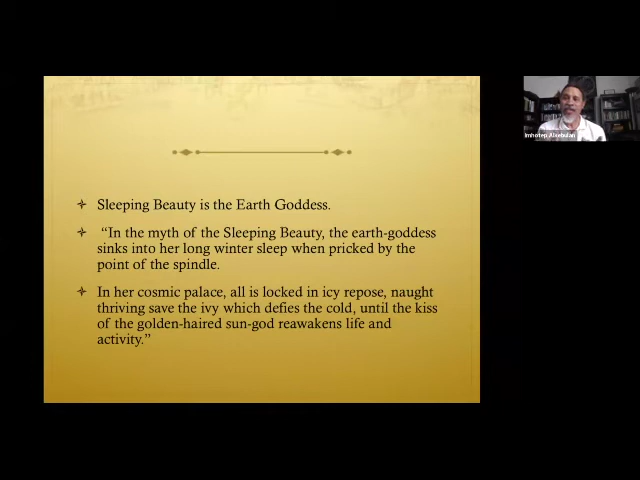 Sleeping Beauty is the Earth Goddess.
“In the myth of the Sleeping Beauty, the earth-goddess
sinks into her long winter sleep when pricked by the
point of the spindle.
In her cosmic palace, all is locked in icy repose, naught
thriving save the ivy which defies the cold, until the kiss
of the golden-haired sun-god reawakens life and
activity.”
Imhotep Alkebulan